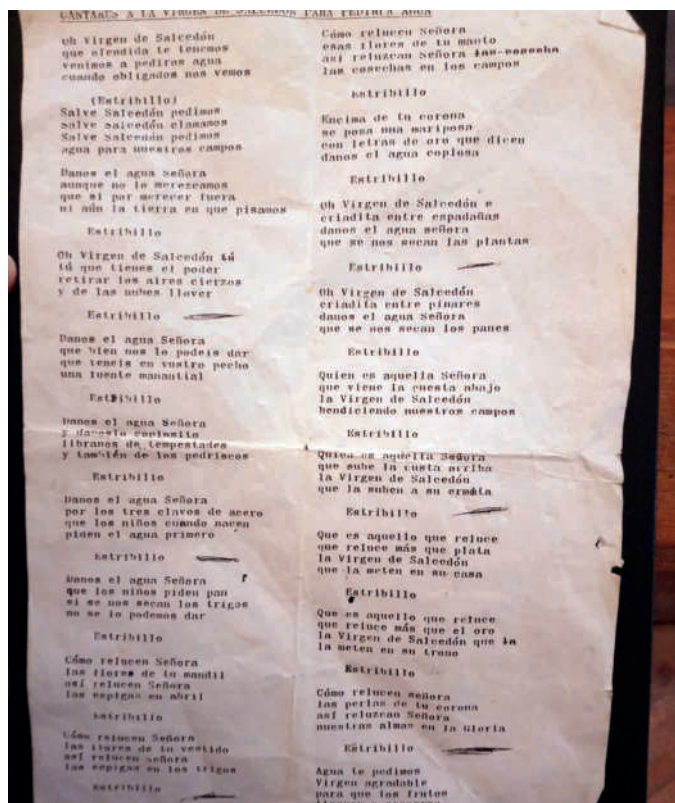 CANTARES A LA VIRGEN DE SALCEDON PARA PEDIRLA AGUA
Oh Virgen de Salcedón
que ofendida te tenemos
venimos a pediros agua
cuando obligados nos vemos
(Estribillo)
Salve Salcedón pedimos
Salve Salcedón clamamos
Salve Salcedón pedimos
agua para nuestros campos
Danos el agua Señora
aunque no lo merezcamos
que si por merecer fuera
ni aún la tierra en que pisamos
Estribillo
Oh Virgen de Salcedón tú
tú que tienes el poder
retirar los aires cierzos
y de las nubes llover
Estribillo
Danos el agua Señora
que bien nos lo podeis dar
que teneis en vustro pecho
una fuente manantial
Estribillo
Danos el agua Señora
y dárnosla copiosito
libranos de tempestades
y también de los pedriscos
Estribillo
Danos el agua Señora
por los tres clavos de acero
que los niños cuando nacen
piden el agua primero
Estribillo
Danos el agua Señora
que los niños piden pan
si se nos secan los trigos
no se lo podemos dar
Estribillo
Cómo relucen Señora
las flores de tu mandil
así relucen Señora
las espigas en abril
Estribillo
Cómo relucen Señora
las flores de tu vestido
así relucen señora
las espigas en los trigos
Estribillo
Cómo relucen Señora
esas flores de tu manto
así reluzcan Señora las cosecha
las cosechas en los campos
Estribillo
Encima de tu corona
se posa una mariposa
con letras de oro que dicen
danos el agua copiosa
Estribillo
Oh Virgen de Salcedón e
criadita entre espadañas
danos el agua señora
que se nos secan las plantas
Estribillo
Oh Virgen de Salcedón
criadita entre pinares
danos el agua Señora
que se nos secan los panes
Estribillo
Quien es aquella Señora
que viene la cuesta abajo
la Virgen de Salcedón
bendiciendo nuestros campos
Estribillo
Quien es aquella Señora
que sube la custa arriba
la Virgen de Salcedón
que la suben a su ermita
Estribillo
Que es aquello que reluce
que reluce más que plata
la Virgen de Salcedón
que la meten en su casa
Estribillo
Que es aquello que reluce
que reluce más que el oro
la Virgen de Salcedón que la
la meten en su trono
Estribillo
Cómo relucen señora
las perlas de tu corona
así reluzcan Señora
nuestras almas en la Gloria
Estribillo
Agua te pedimos
Virgen agradable
para que los frutos